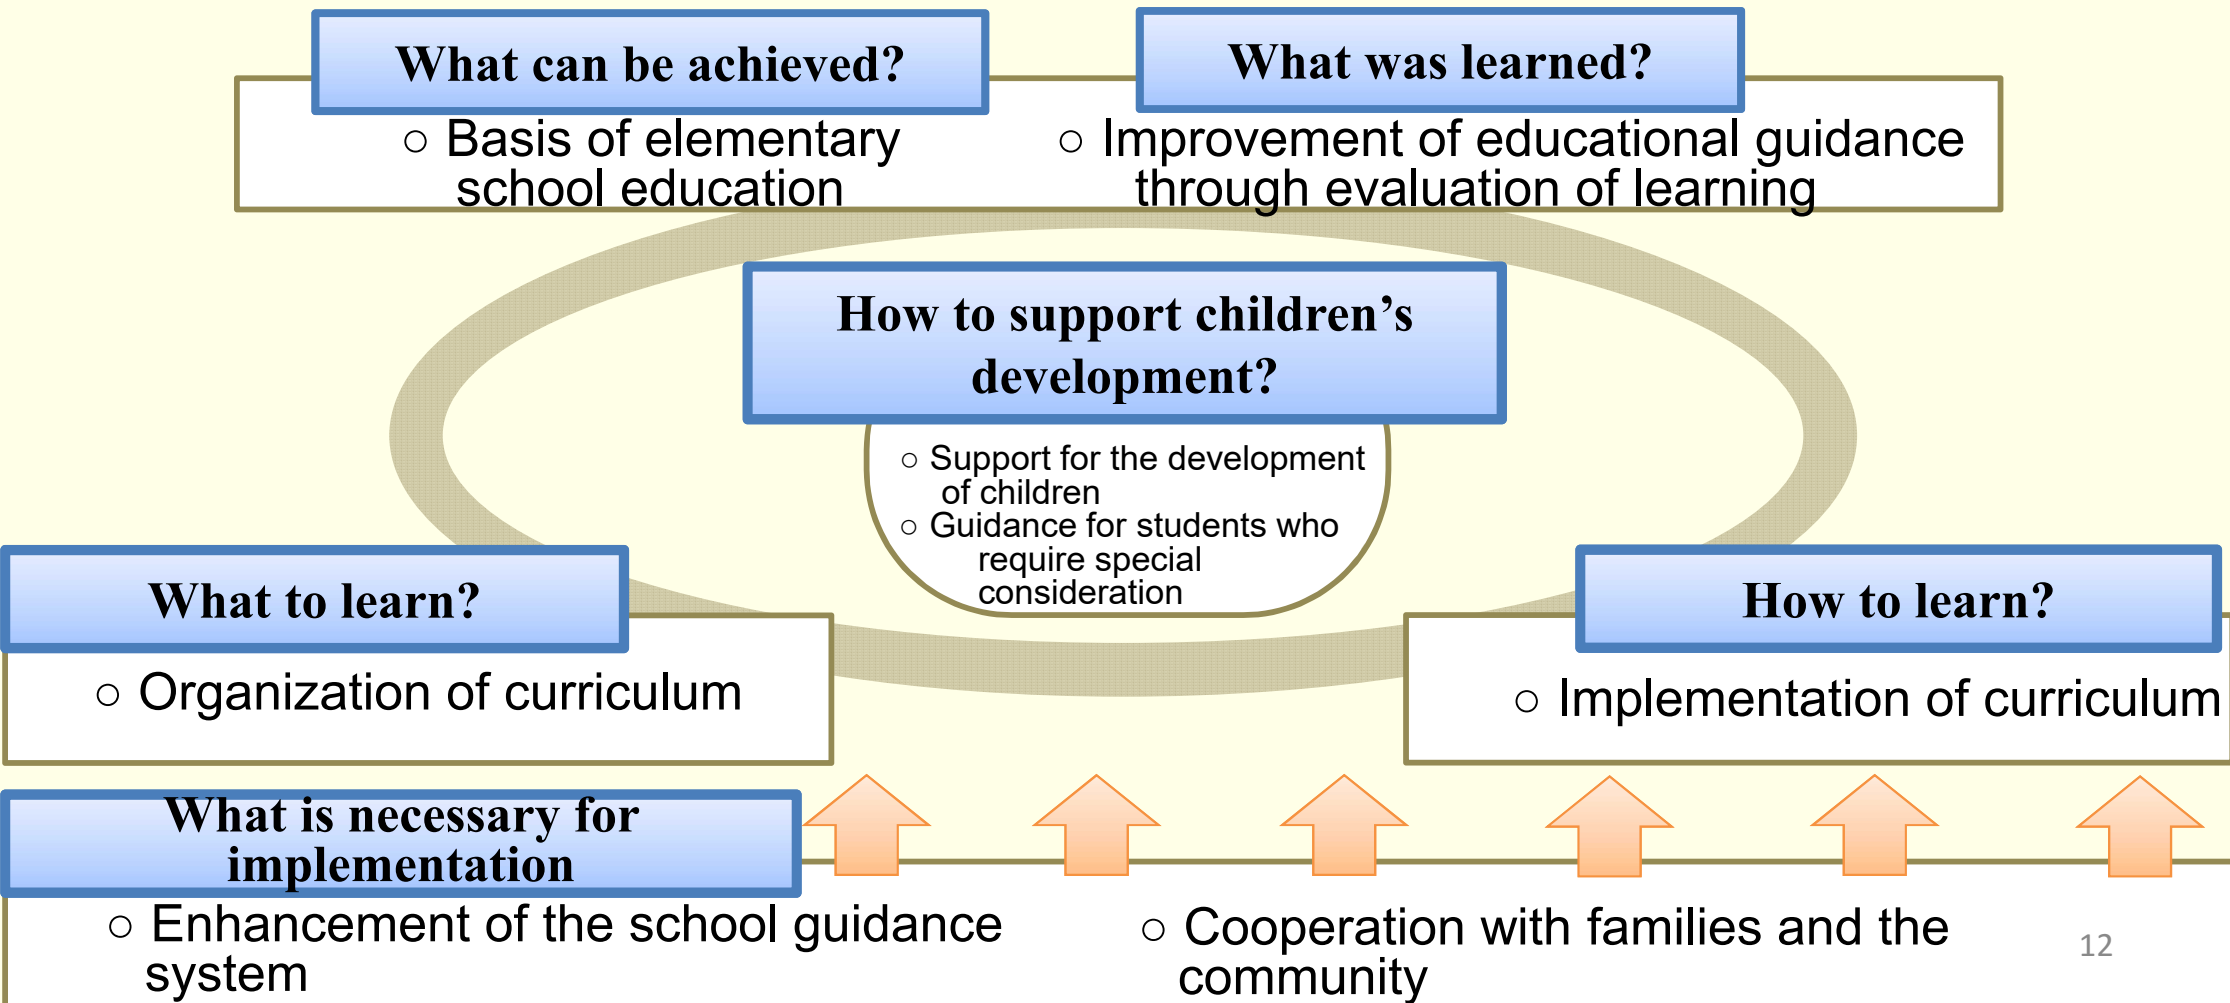 What can be achieved?
○ Basis of elementary
school education
What was learned?
○ Improvement of educational guidance
through evaluation of learning
How to support children’s
development?
○ Support for the development
of children
○ Guidance for students who
require special
consideration
What to learn?
○ Organization of curriculum
How to learn?
○ Implementation of curriculum
What is necessary for
implementation
○ Enhancement of the school guidance
system
○ Cooperation with families and the
community
12